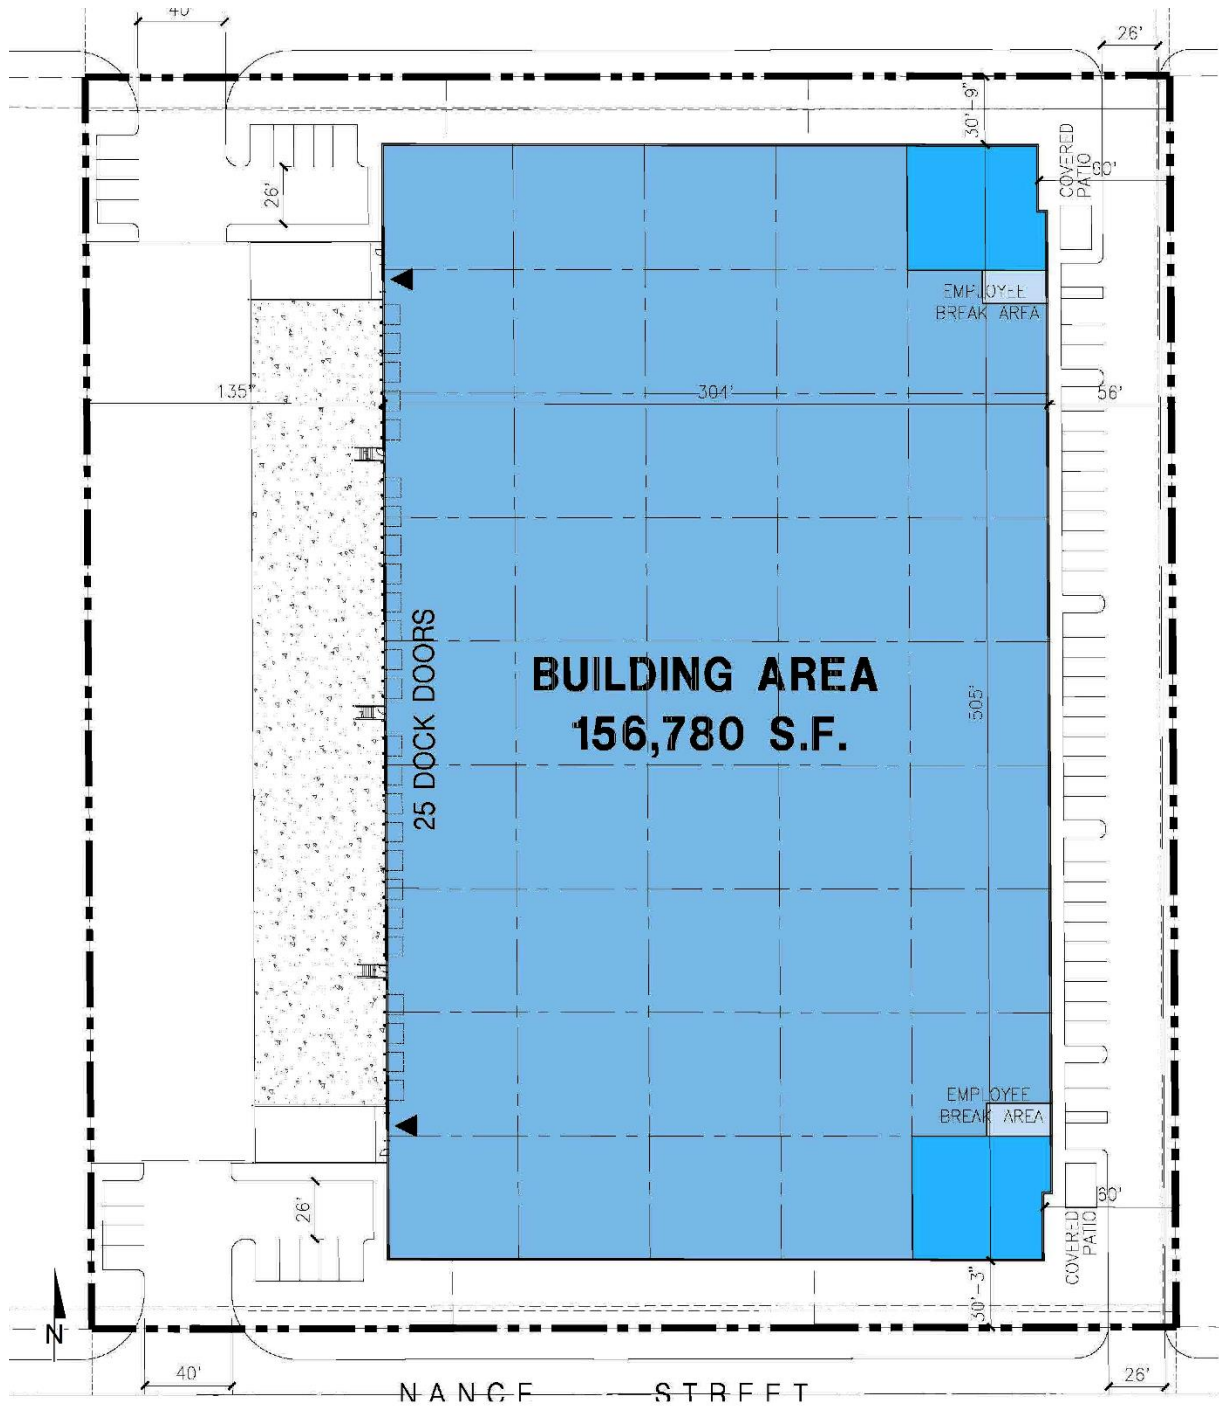 40'
26'
30'-9"
COVERED
PATIO
60'
26'
EMPLOYEE
BREAK AREA
135'
304'
56'
25 DOCK DOORS
BUILDING AREA
156,780 S.F.
505'
EMPLOYEE
BREAK AREA
26'
60'
COVERED
PATIO
30'-3"
N
40'
26'
NANCE STREET